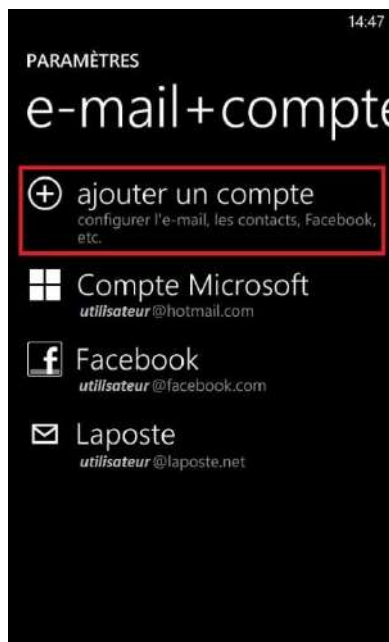 14:47
PARAMÈTRES
e-mail+compte
ajouter un compte
configurer l'e-mail, les contacts, Facebook,
etc.
Compte Microsoft
utilisateur@hotmail.com
f Facebook
utilisateur@facebook.com
Laposte
utilisateur@laposte.net